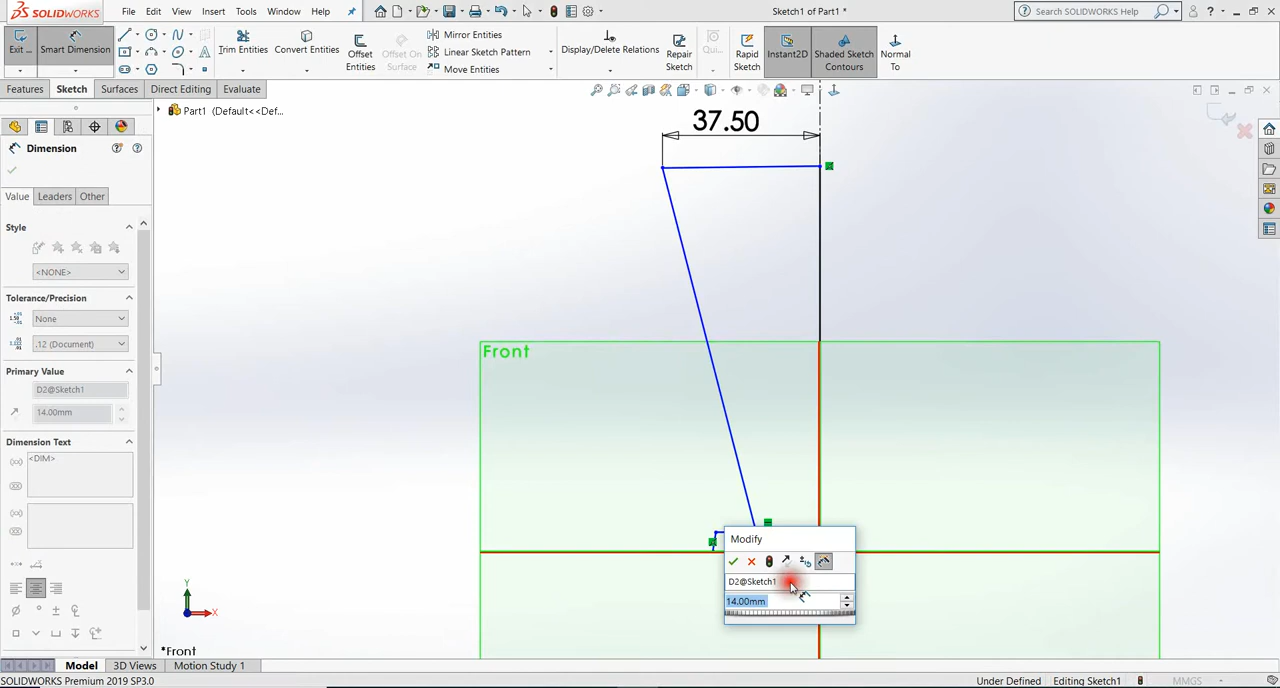 SOLIDWORKS File Edit View Insert Tools Window Help Sketch1 of Part1 * Search SOLIDWORKS Help
Exit ... Smart Dimension Trim Entities Convert Entities Offset Entities Offset On Surface Mirror Entities Linear Sketch Pattern Move Entities Display/Delete Relations Repair Sketch Qui... Rapid Sketch Instant2D Shaded Sketch Contours Normal To
Features Sketch Surfaces Direct Editing Evaluate
Part1 (Default<<Def...
37.50
Dimension
Value Leaders Other
Style
<NONE>
Tolerance/Precision
None
.12 (Document)
Primary Value
D2@Sketch1
14.00mm
Dimension Text
<DIM>
Front
Modify
D2@Sketch1
14.00mm
Y
X
*Front
Model 3D Views Motion Study 1
SOLIDWORKS Premium 2019 SP3.0 Under Defined Editing Sketch1 MMGS